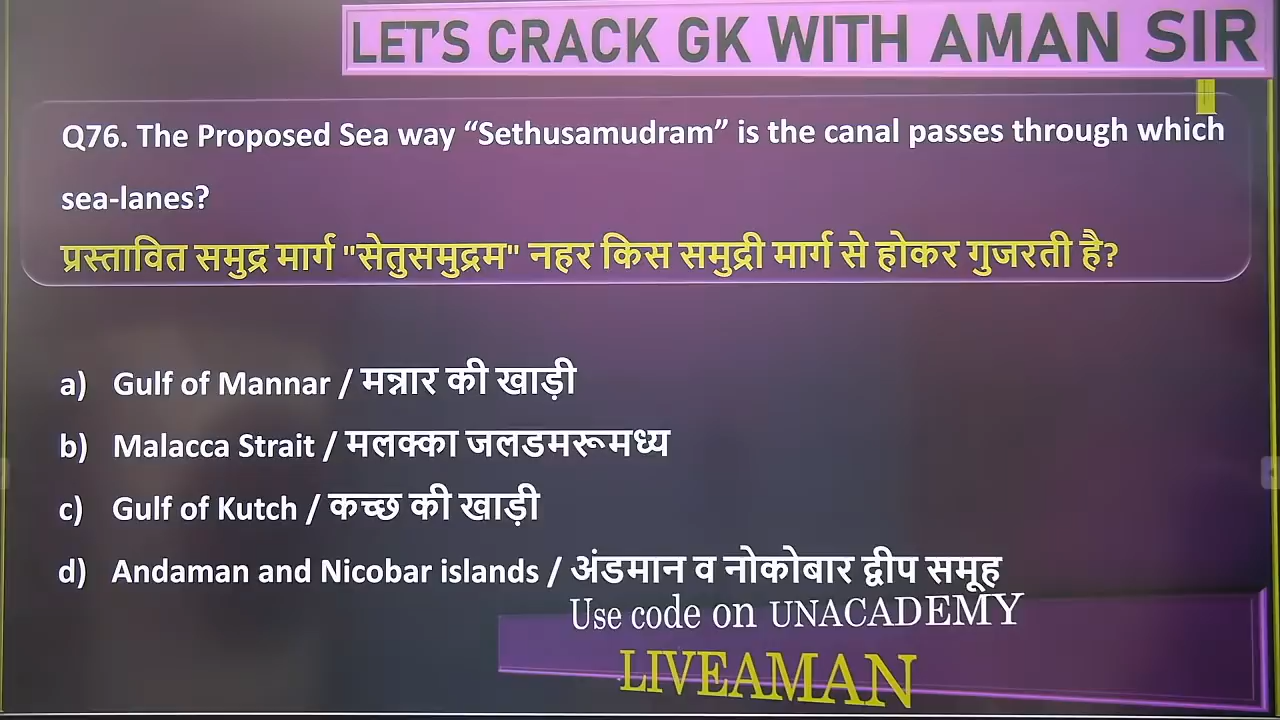 LET'S CRACK GK WITH AMAN SIR
Q76. The Proposed Sea way “Sethusamudram” is the canal passes through which
sea-lanes?
प्रस्तावित समुद्र मार्ग "सेतुसमुद्रम" नहर किस समुद्री मार्ग से होकर गुजरती है?
a) Gulf of Mannar / मन्नार की खाड़ी
b) Malacca Strait / मलक्का जलडमरूमध्य
c) Gulf of Kutch / कच्छ की खाड़ी
d) Andaman and Nicobar islands / अंडमान व नोकोबार द्वीप समूह
Use code on UNACADEMY
LIVEAMAN